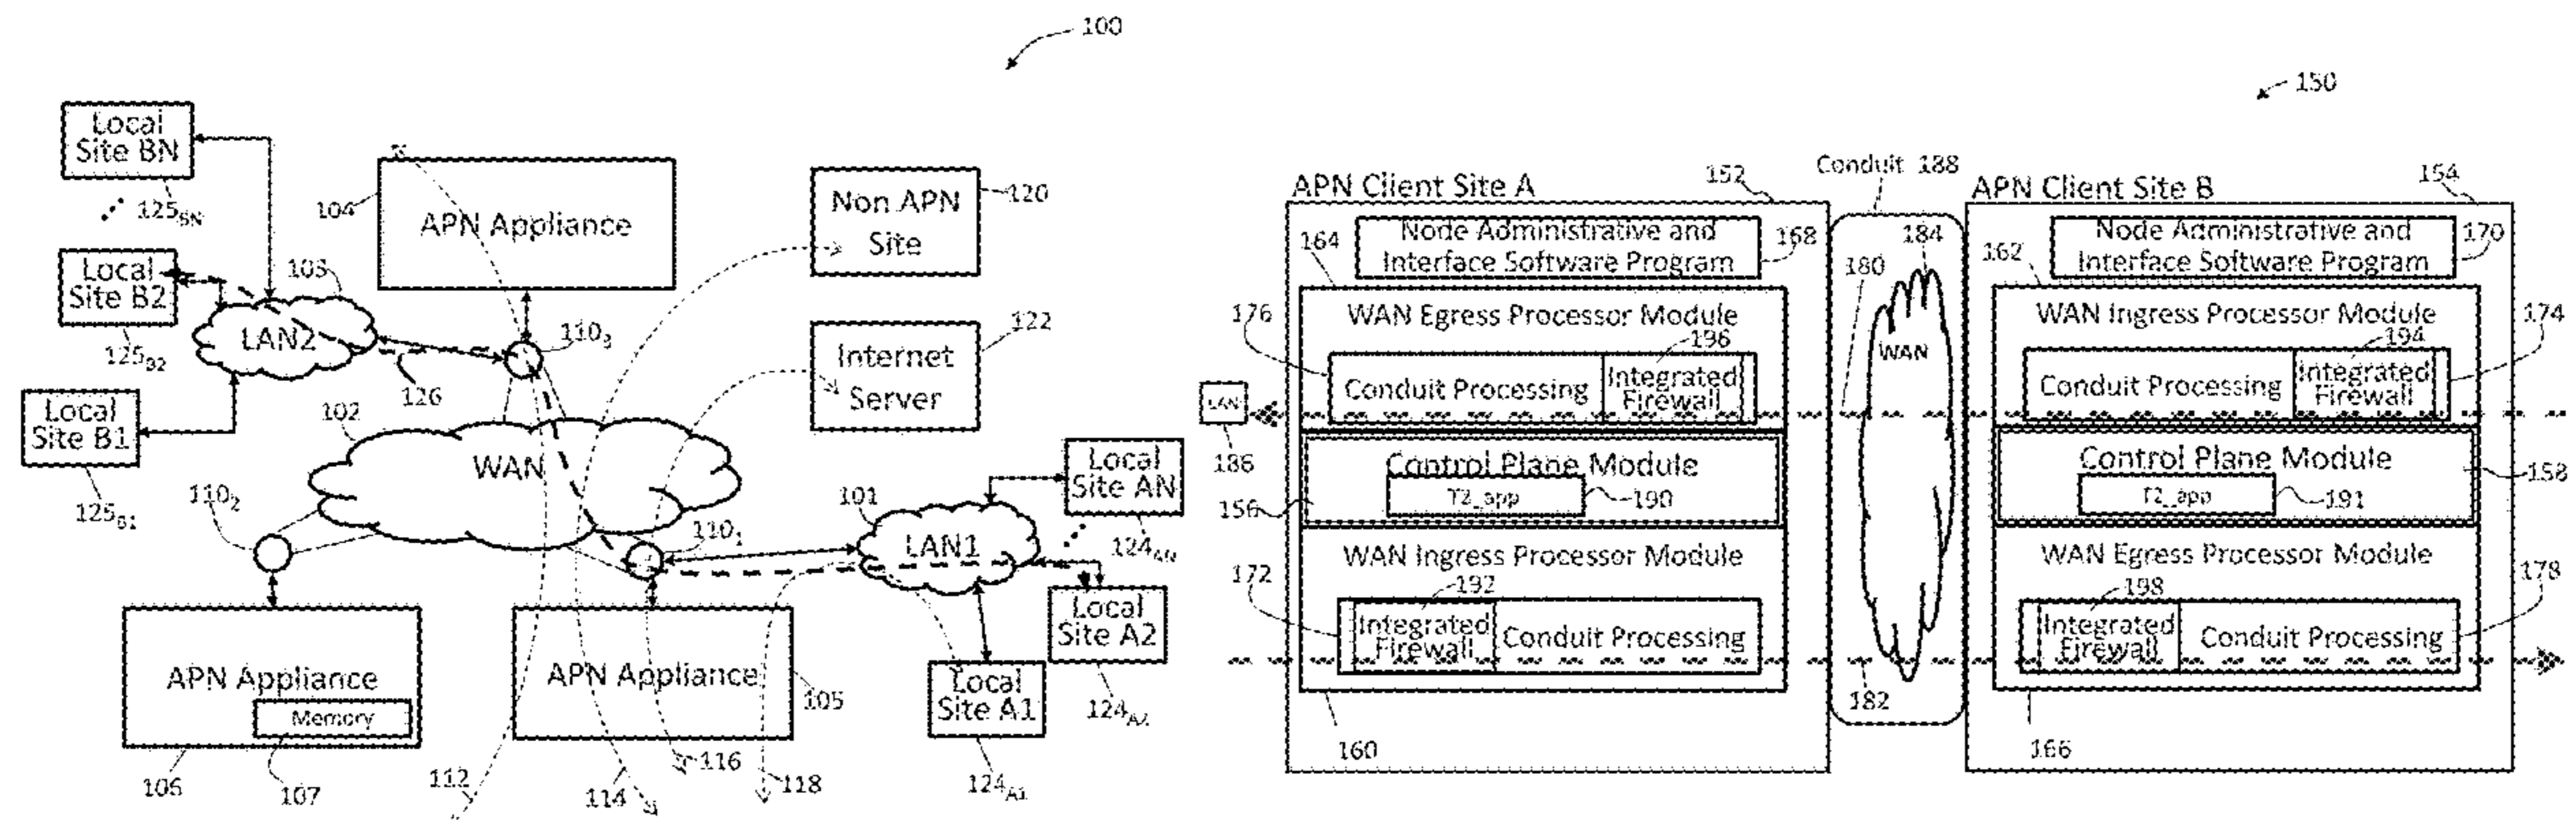 100
Local
Site BN
125BN
104
APN Appliance
Non APN
Site
120
Local
Site B2
125B2
103
LAN2
1103
126
Internet
Server
122
Local
Site B1
125B1
102
WAN
1102
1101
101
LAN1
Local
Site AN
124AN
Local
Site A2
124A2
Local
Site A1
124A1
APN Appliance
Memory
106
107
APN Appliance
105
112
114
116
118
150
APN Client Site A
152
Conduit 188
APN Client Site B
154
164
Node Administrative and
Interface Software Program
168
180
184
WAN
162
Node Administrative and
Interface Software Program
170
WAN Egress Processor Module
176
196
Conduit Processing
Integrated
Firewall
WAN Ingress Processor Module
174
194
Conduit Processing
Integrated
Firewall
LAN
186
Control Plane Module
T2_app
190
156
Control Plane Module
T2_app
191
158
WAN Ingress Processor Module
172
192
Integrated
Firewall
Conduit Processing
160
182
WAN Egress Processor Module
178
198
Integrated
Firewall
Conduit Processing
166